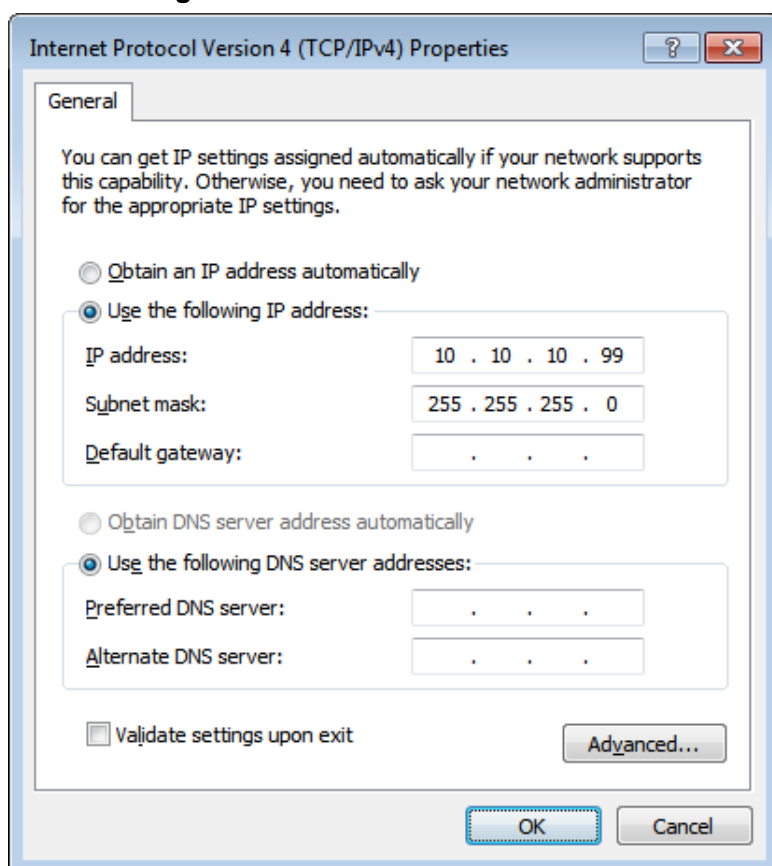 Internet Protocol Version 4 (TCP/IPv4) Properties
General
You can get IP settings assigned automatically if your network supports
this capability. Otherwise, you need to ask your network administrator
for the appropriate IP settings.
Obtain an IP address automatically
Use the following IP address:
IP address: 10 . 10 . 10 . 99
Subnet mask: 255 . 255 . 255 . 0
Default gateway: . . .
Obtain DNS server address automatically
Use the following DNS server addresses:
Preferred DNS server: . . .
Alternate DNS server: . . .
Validate settings upon exit
Advanced...
OK Cancel